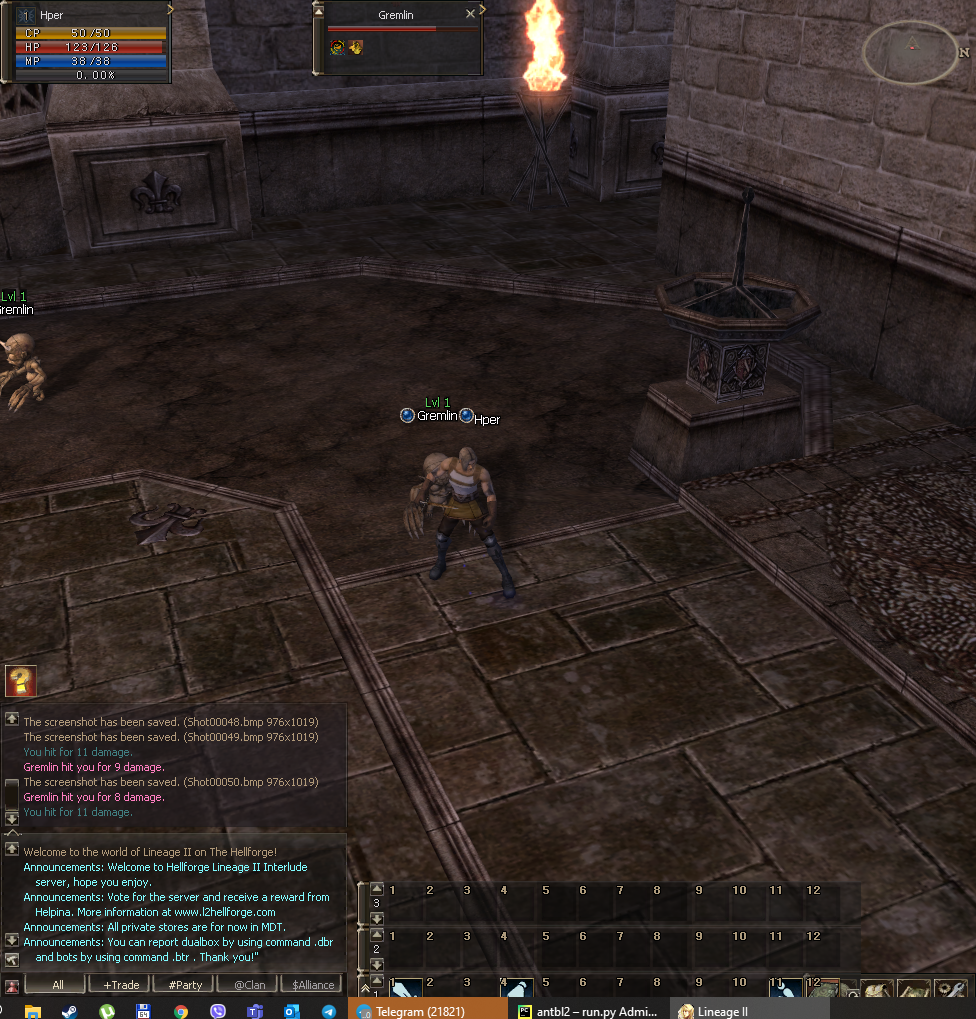 1 Hper
CP 50/50
HP 123/126
MP 38/38
0.00%
Gremlin
N
Lvl 1
Gremlin
Lvl 1
Gremlin Hper
The screenshot has been saved. (Shot00048.bmp 976x1019)
The screenshot has been saved. (Shot00049.bmp 976x1019)
You hit for 11 damage.
Gremlin hit you for 9 damage.
The screenshot has been saved. (Shot00050.bmp 976x1019)
Gremlin hit you for 8 damage.
You hit for 11 damage.
Welcome to the world of Lineage II on The Hellforge!
Announcements: Welcome to Hellforge Lineage II Interlude
server, hope you enjoy.
Announcements: Vote for the server and receive a reward from
Helpina. More information at www.l2hellforge.com
Announcements: All private stores are for now in MDT.
Announcements: You can report dualbox by using command .dbr
and bots by using command .btr . Thank you!"
All +Trade #Party @Clan $Alliance
3 1 2 3 4 5 6 7 8 9 10 11 12
2 1 2 3 4 5 6 7 8 9 10 11 12
1 1 2 3 4 5 6 7 8 9 10 11 12
64
Telegram (21821)
PC antbl2 – run.py Admi...
Lineage II